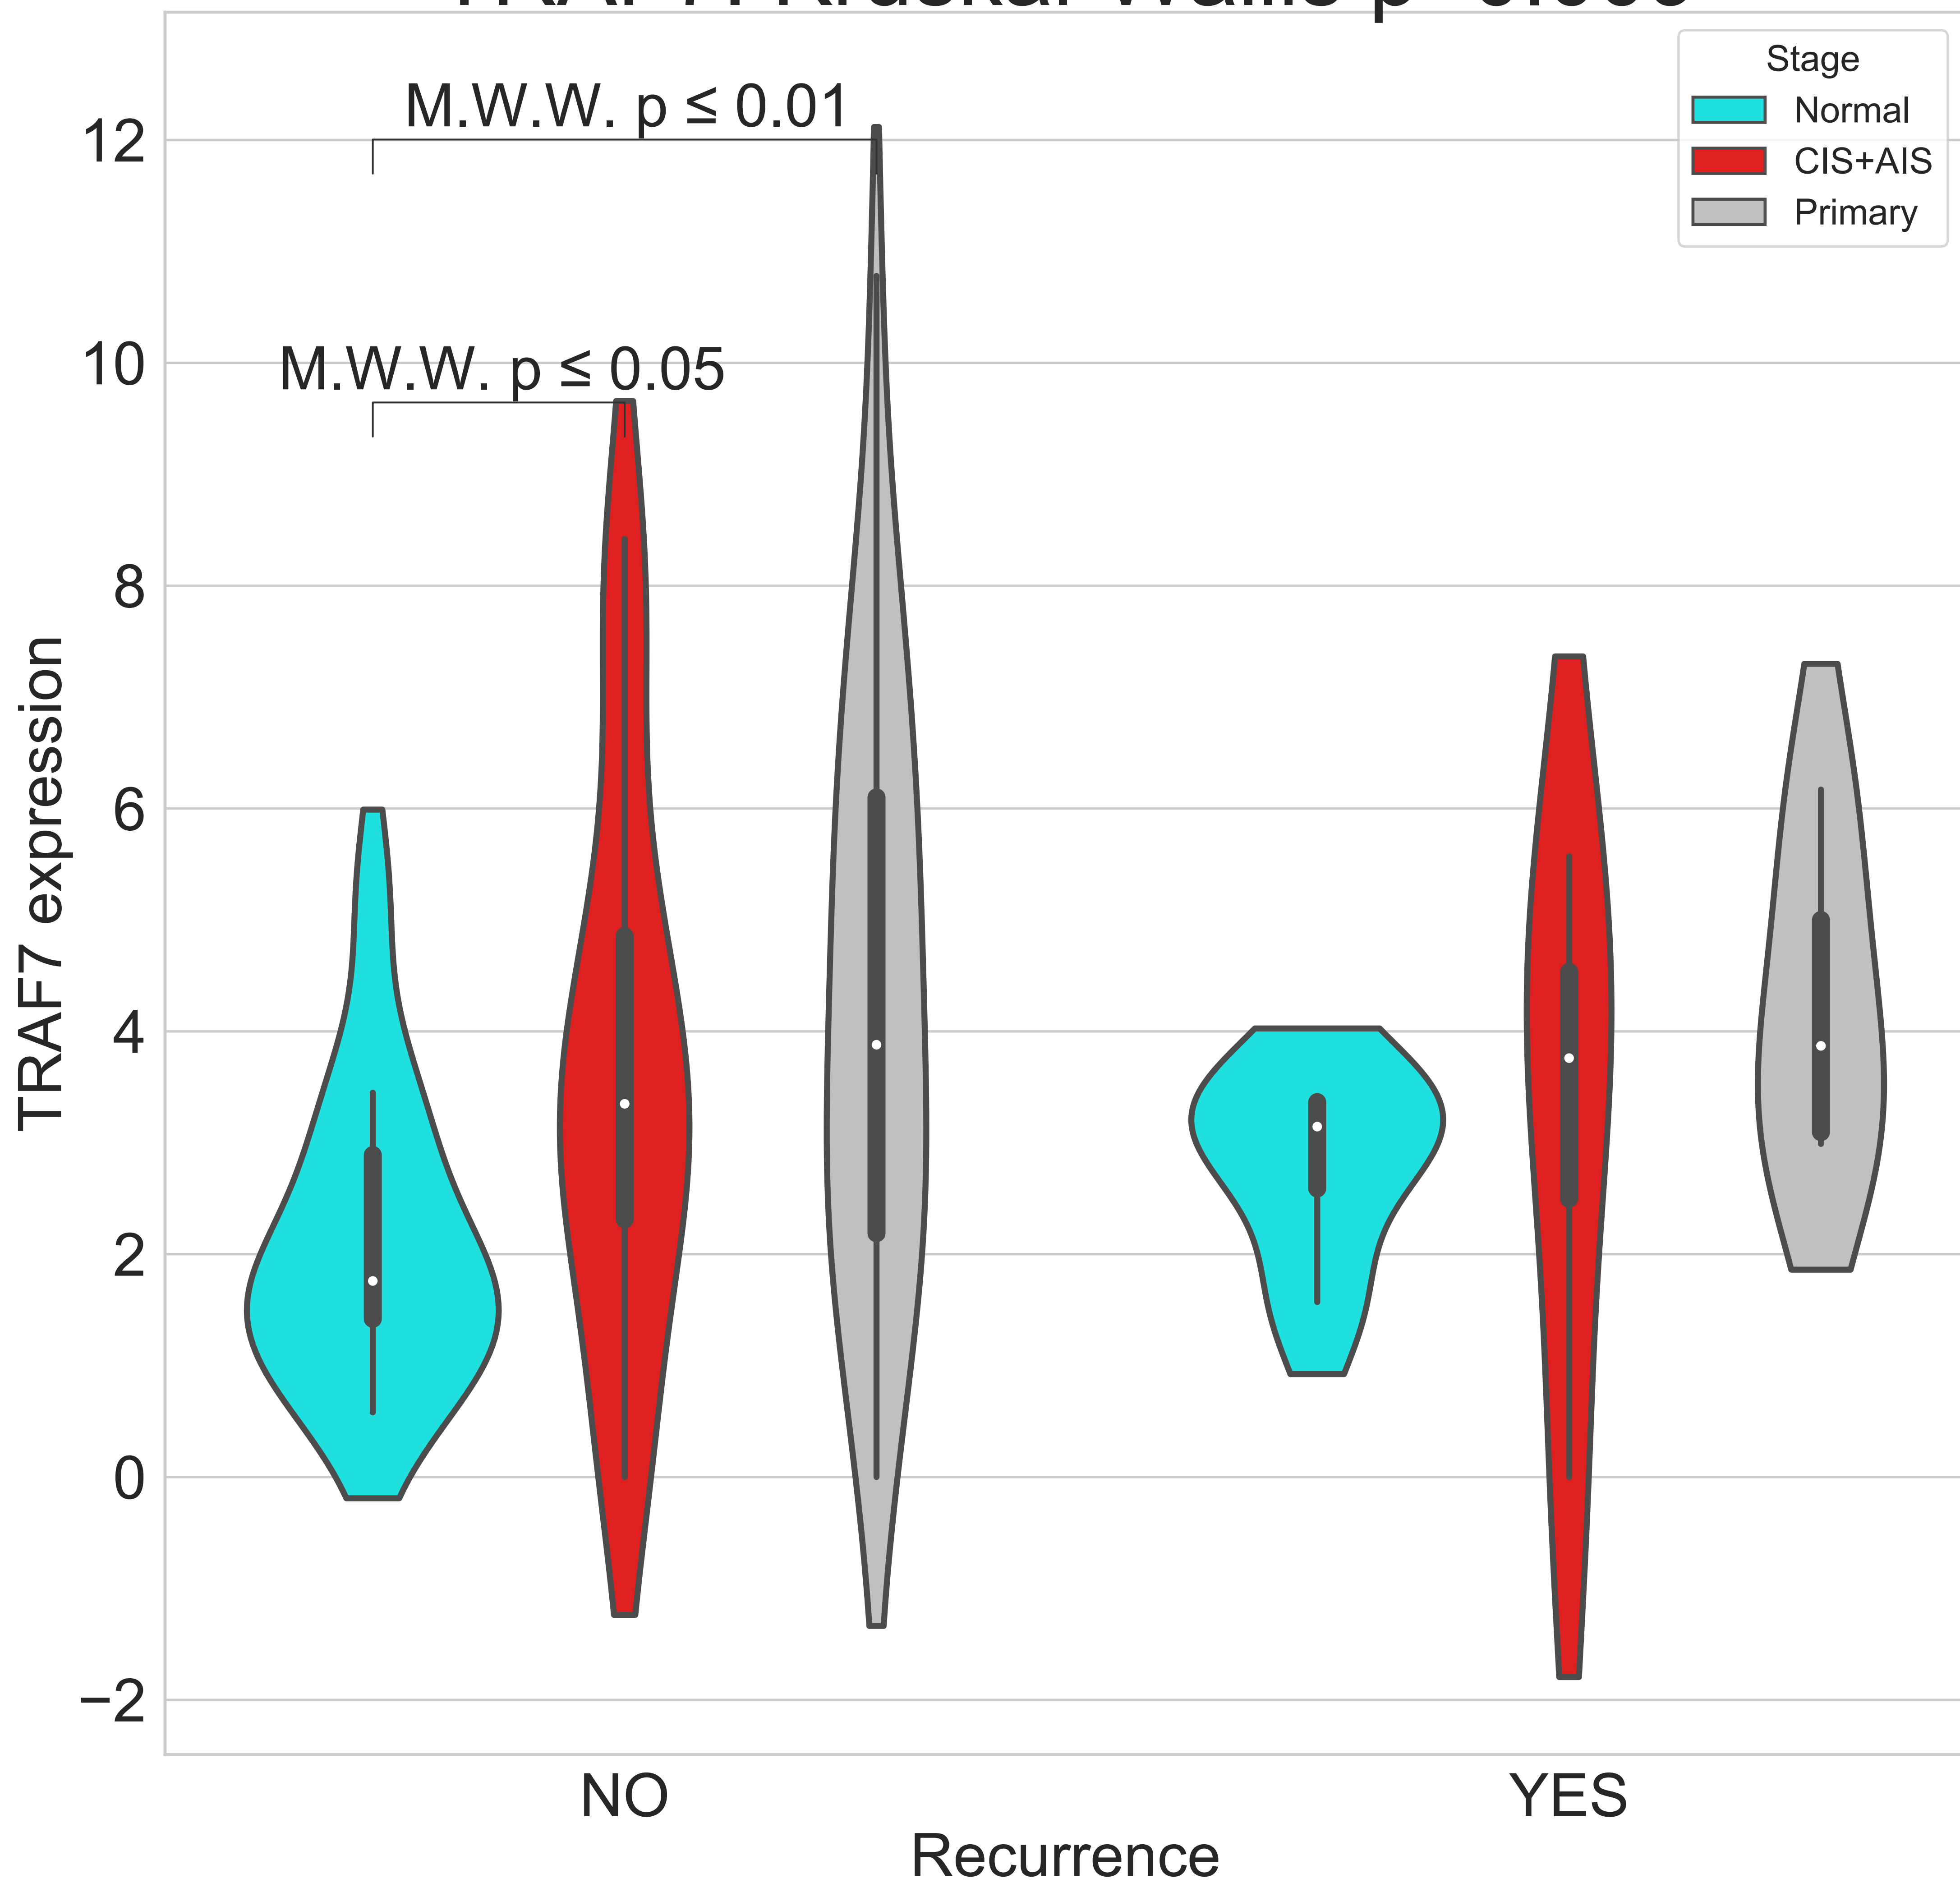 Stage
Normal
CIS+AIS
Primary
M.W.W. p ≤ 0.01
M.W.W. p ≤ 0.05
12
10
8
6
4
2
0
−2
TRAF7 expression
NO
YES
Recurrence